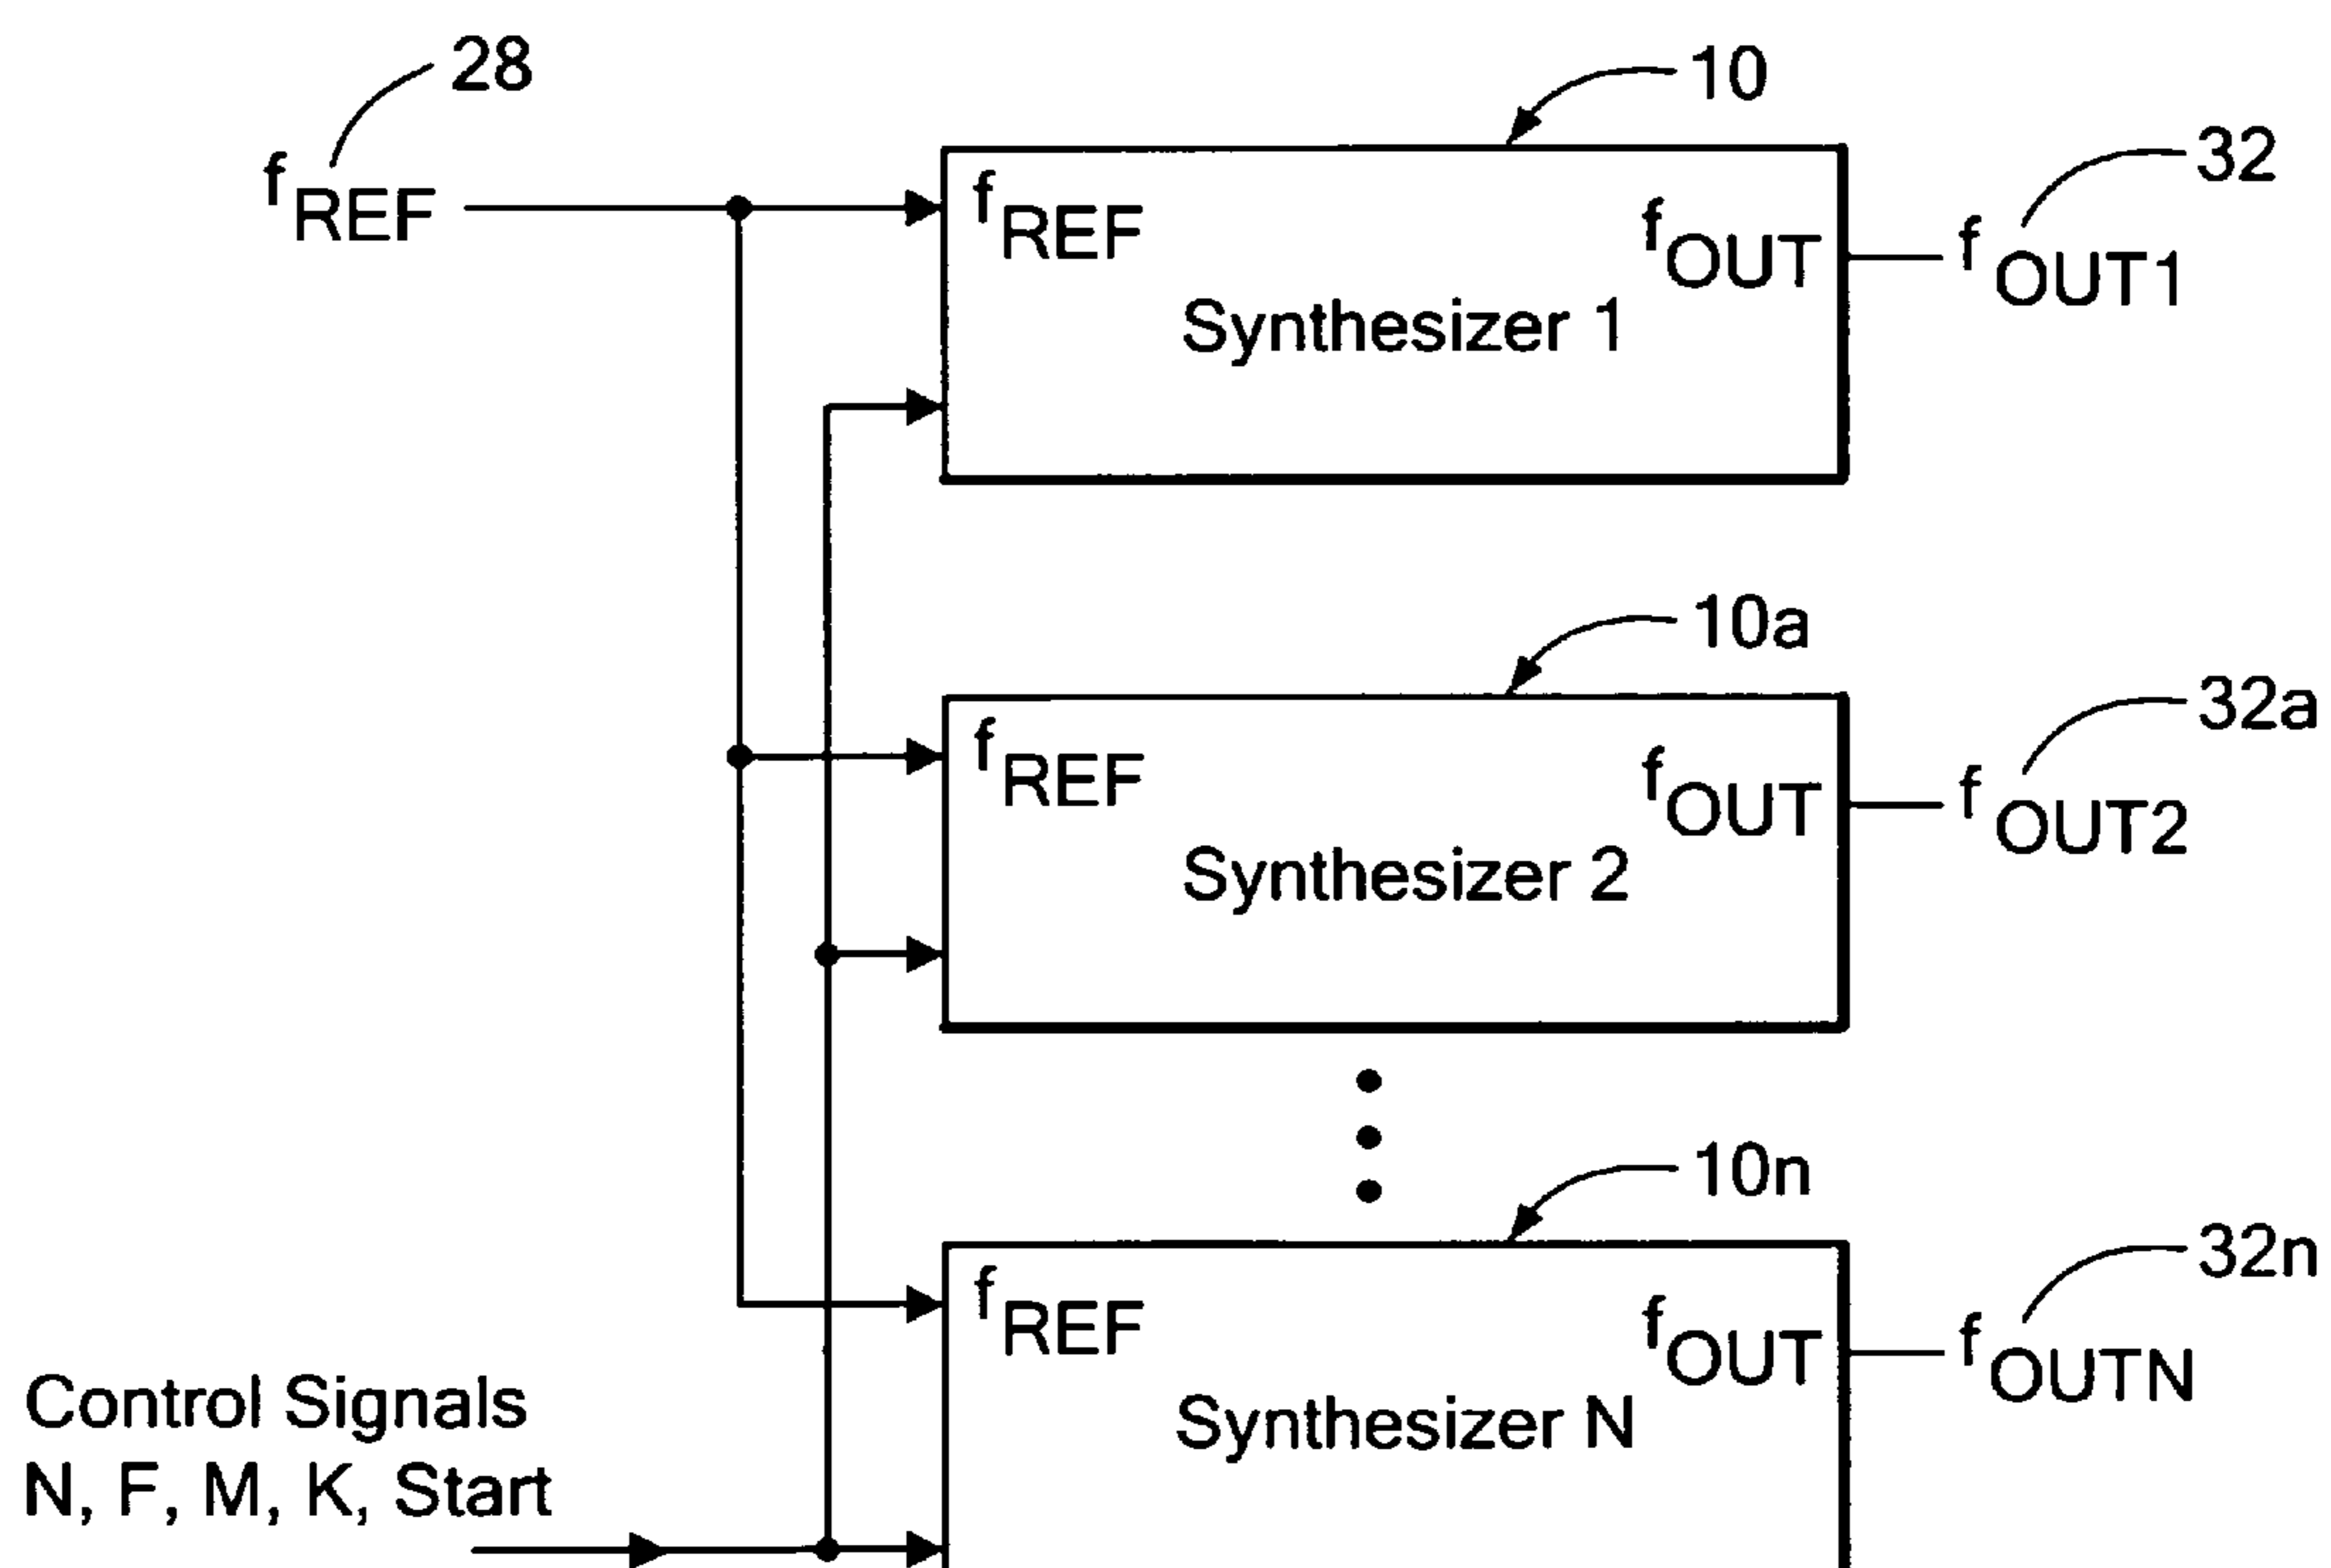 28
10
32
fREF
fREF
fOUT
fOUT1
Synthesizer 1
10a
32a
fREF
fOUT
fOUT2
Synthesizer 2
10n
32n
fREF
fOUT
fOUTN
Synthesizer N
Control Signals
N, F, M, K, Start